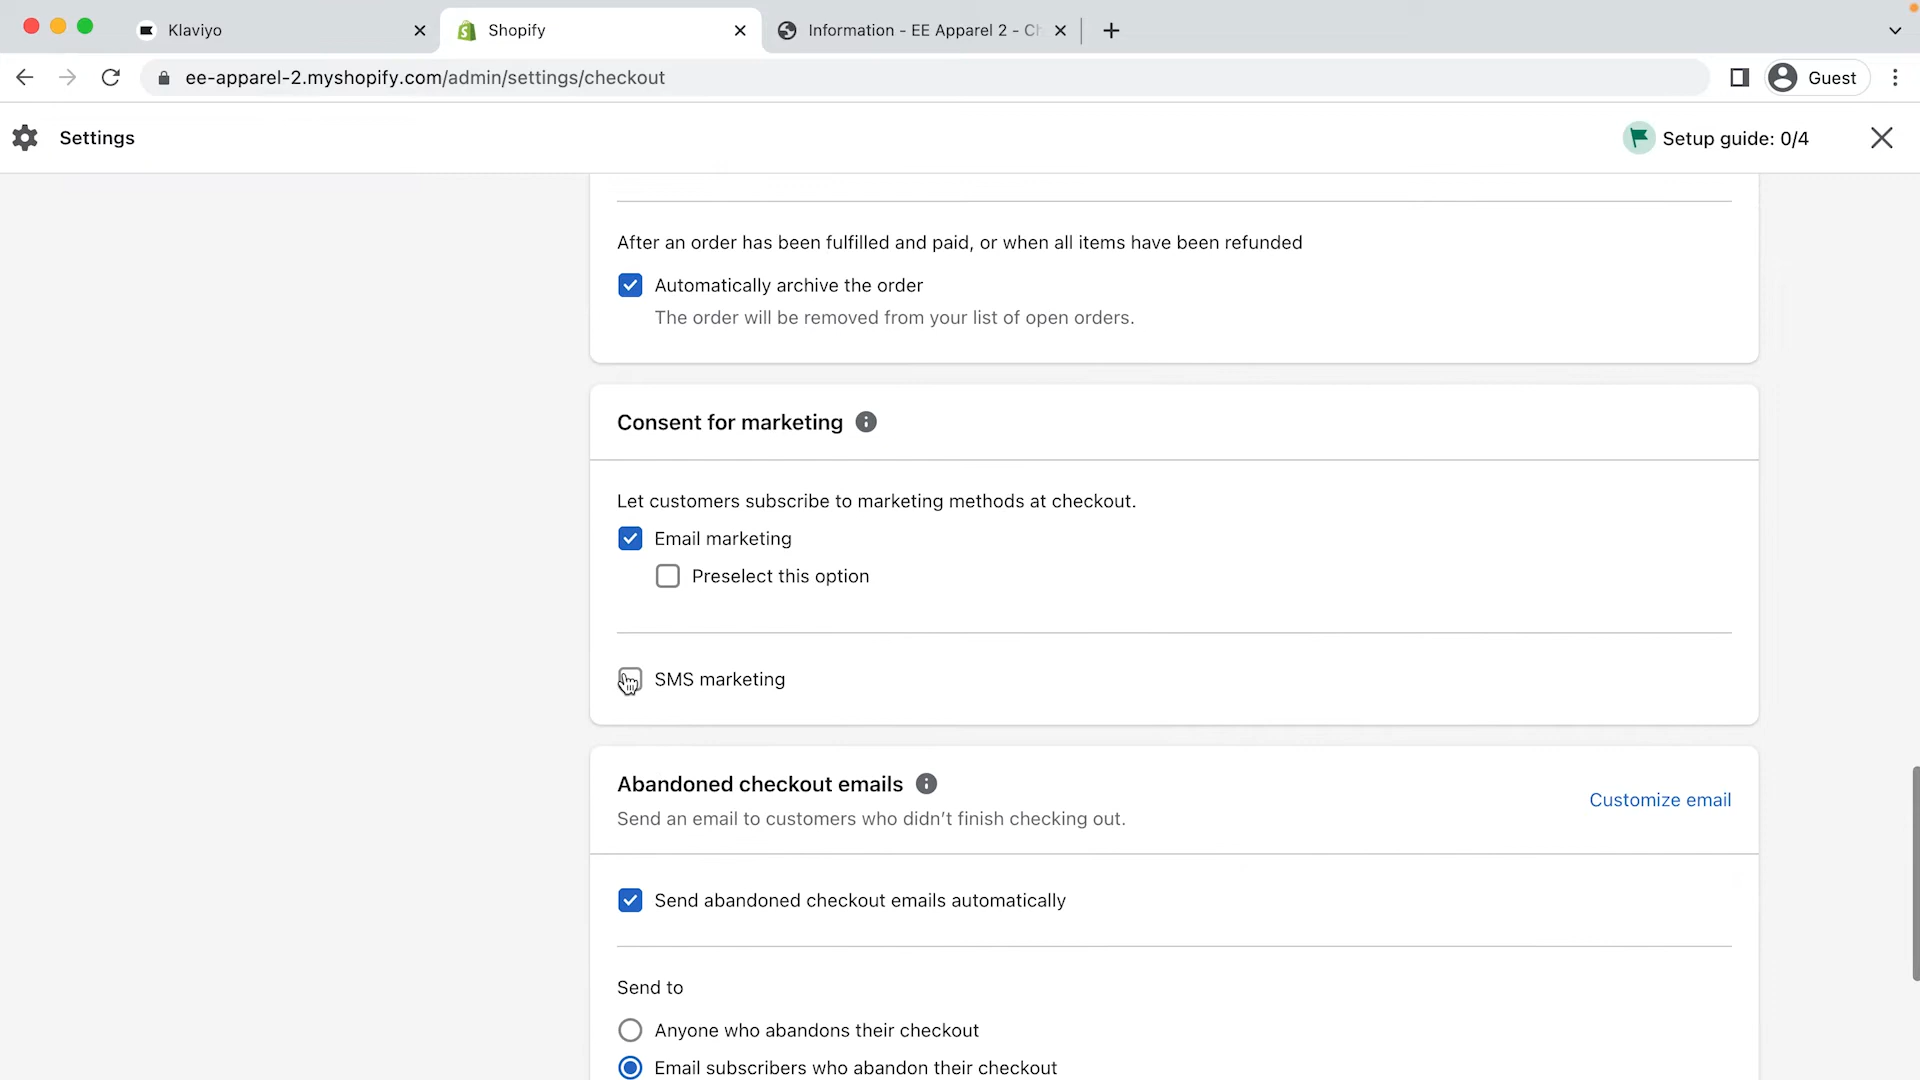 Klaviyo
Shopify
Information - EE Apparel 2 - Ch
ee-apparel-2.myshopify.com/admin/settings/checkout
Guest
Settings
Setup guide: 0/4
After an order has been fulfilled and paid, or when all items have been refunded
Automatically archive the order
The order will be removed from your list of open orders.
Consent for marketing
Let customers subscribe to marketing methods at checkout.
Email marketing
Preselect this option
SMS marketing
Abandoned checkout emails
Send an email to customers who didn’t finish checking out.
Customize email
Send abandoned checkout emails automatically
Send to
Anyone who abandons their checkout
Email subscribers who abandon their checkout